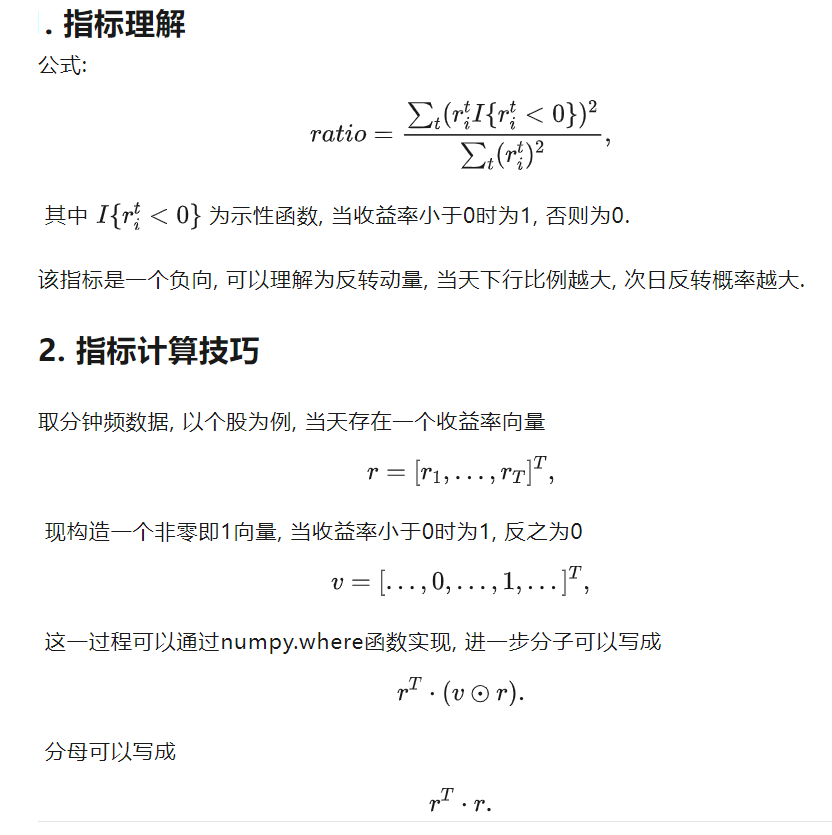 . 指标理解
公式:
$$ratio = \frac{\sum_t (r_i^t I\{r_i^t < 0\})^2}{\sum_t (r_i^t)^2},$$
其中 $I\{r_i^t < 0\}$ 为示性函数, 当收益率小于0时为1, 否则为0.
该指标是一个负向, 可以理解为反转动量, 当天下行比例越大, 次日反转概率越大.
2. 指标计算技巧
取分钟频数据, 以个股为例, 当天存在一个收益率向量
$$r = [r_1, \ldots, r_T]^T,$$
现构造一个非零即1向量, 当收益率小于0时为1, 反之为0
$$v = [\ldots, 0, \ldots, 1, \ldots]^T,$$
这一过程可以通过numpy.where函数实现, 进一步分子可以写成
$$r^T \cdot (v \odot r).$$
分母可以写成
$$r^T \cdot r.$$